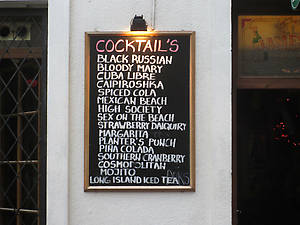 COCKTAIL'S
BLACK RUSSIAN
BLOODY MARY
CUBA LIBRE
CAIPIROSHKA
SPICED COLA
MEXICAN BEACH
HIGH SOCIETY
SEX ON THE BEACH
STRAWBERRY DAIQUIRY
MARGARITA
PLANTER'S PUNCH
PIÑA COLADA
SOUTHERN CRANBERRY
COSMOPOLITAN
MOJITO
LONG ISLAND ICED TEA